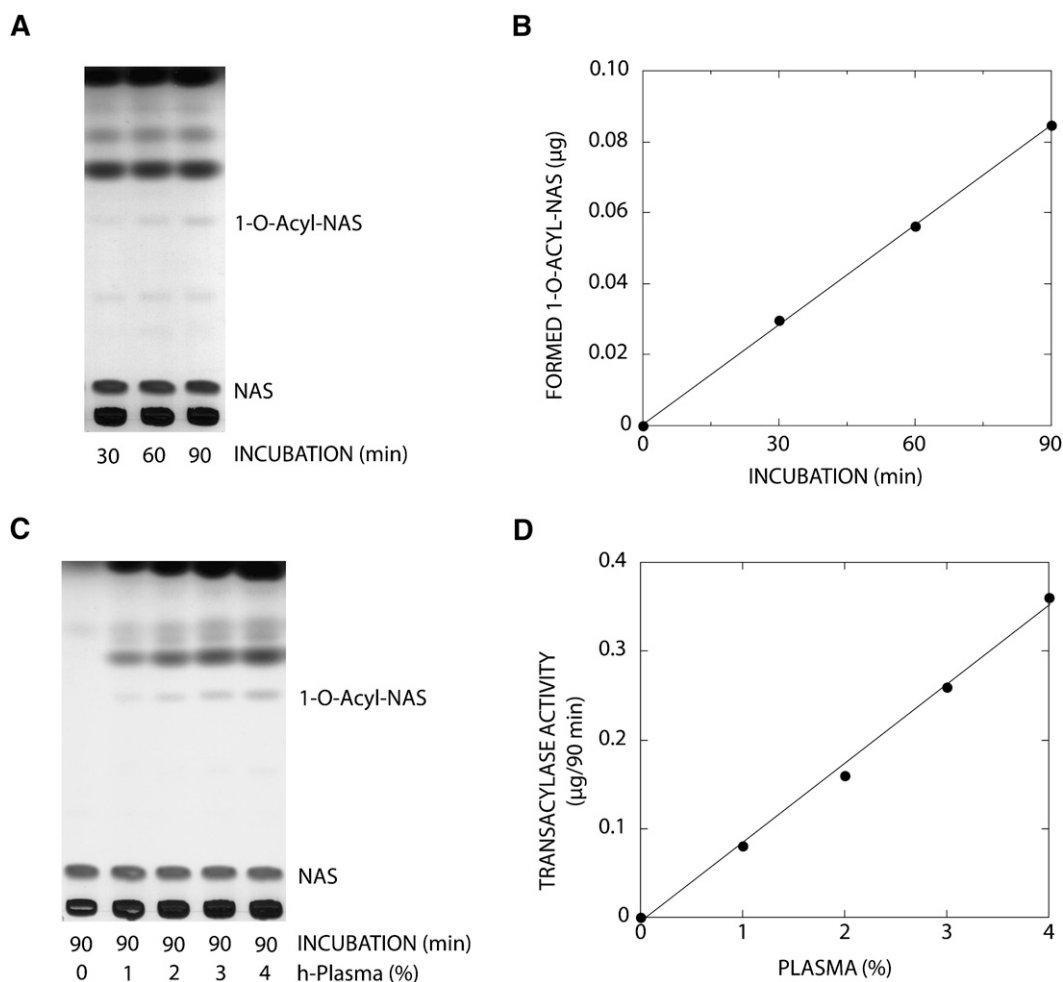 A
1-O-Acyl-NAS
NAS
30 60 90 INCUBATION (min)
B
FORMED 1-O-ACYL-NAS (µg)
0.10
0.08
0.06
0.04
0.02
0
0 30 60 90
INCUBATION (min)
C
1-O-Acyl-NAS
NAS
90 90 90 90 90 INCUBATION (min)
0 1 2 3 4 h-Plasma (%)
D
TRANSACYLASE ACTIVITY
(µg/90 min)
0.4
0.3
0.2
0.1
0
0 1 2 3 4
PLASMA (%)